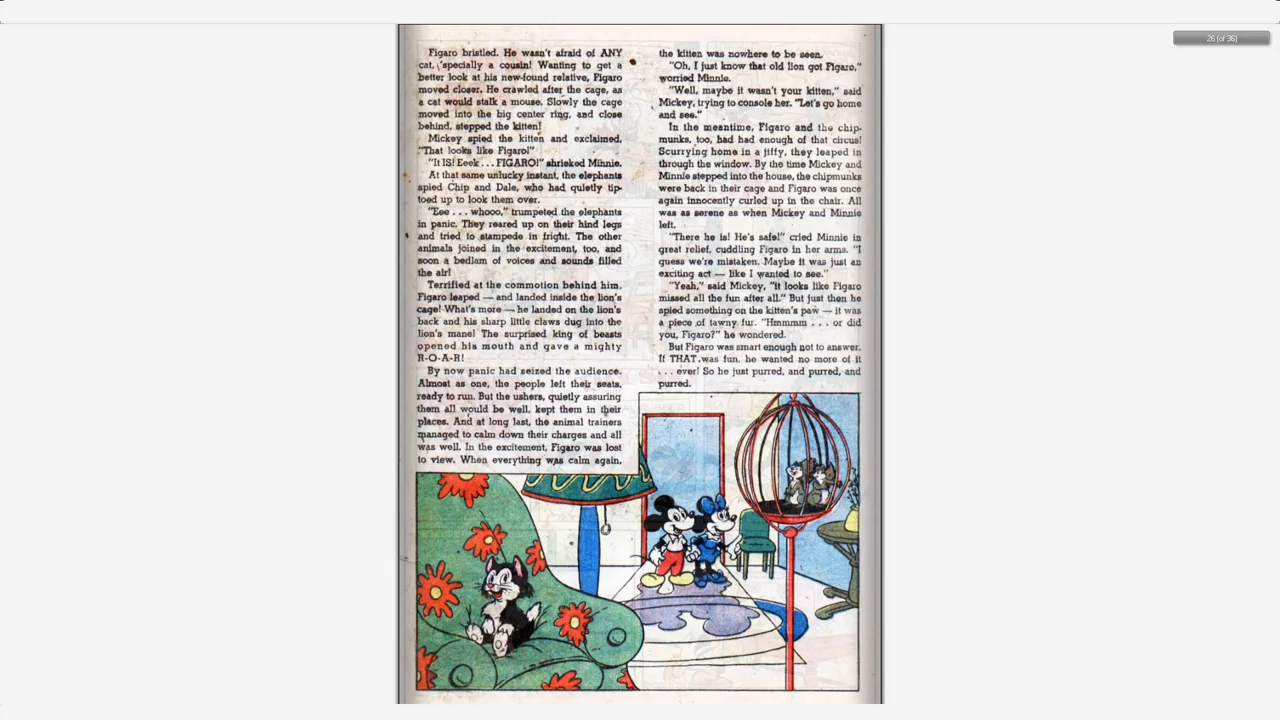 26 (of 36)
Figaro bristled. He wasn't afraid of ANY
cat, 'specially a cousin! Wanting to get a
better look at his new-found relative, Figaro
moved closer. He crawled after the cage, as
a cat would stalk a mouse. Slowly the cage
moved into the big center ring, and close
behind, stepped the kitten!
Mickey spied the kitten and exclaimed,
"That looks like Figaro!"
"It IS! Eeek . . . FIGARO!" shrieked Minnie.
At that same unlucky instant, the elephants
spied Chip and Dale, who had quietly tip-
toed up to look them over.
"Eee . . . whooo," trumpeted the elephants
in panic. They reared up on their hind legs
and tried to stampede in fright. The other
animals joined in the excitement, too, and
soon a bedlam of voices and sounds filled
the air!
Terrified at the commotion behind him,
Figaro leaped — and landed inside the lion's
cage! What's more — he landed on the lion's
back and his sharp little claws dug into the
lion's mane! The surprised king of beasts
opened his mouth and gave a mighty
R-O-A-R!
By now panic had seized the audience.
Almost as one, the people left their seats,
ready to run. But the ushers, quietly assuring
them all would be well, kept them in their
places. And at long last, the animal trainers
managed to calm down their charges and all
was well. In the excitement, Figaro was lost
to view. When everything was calm again,
the kitten was nowhere to be seen.
"Oh, I just know that old lion got Figaro,"
worried Minnie.
"Well, maybe it wasn't your kitten," said
Mickey, trying to console her. "Let's go home
and see."
In the meantime, Figaro and the chip-
munks, too, had had enough of that circus!
Scurrying home in a jiffy, they leaped in
through the window. By the time Mickey and
Minnie stepped into the house, the chipmunks
were back in their cage and Figaro was once
again innocently curled up in the chair. All
was as serene as when Mickey and Minnie
left.
"There he is! He's safe!" cried Minnie in
great relief, cuddling Figaro in her arms. "I
guess we're mistaken. Maybe it was just an
exciting act — like I wanted to see."
"Yeah," said Mickey, "it looks like Figaro
missed all the fun after all." But just then he
spied something on the kitten's paw — it was
a piece of tawny fur. "Hmmmm . . . or did
you, Figaro?" he wondered.
But Figaro was smart enough not to answer.
If THAT was fun, he wanted no more of it
. . . ever! So he just purred, and purred, and
purred.